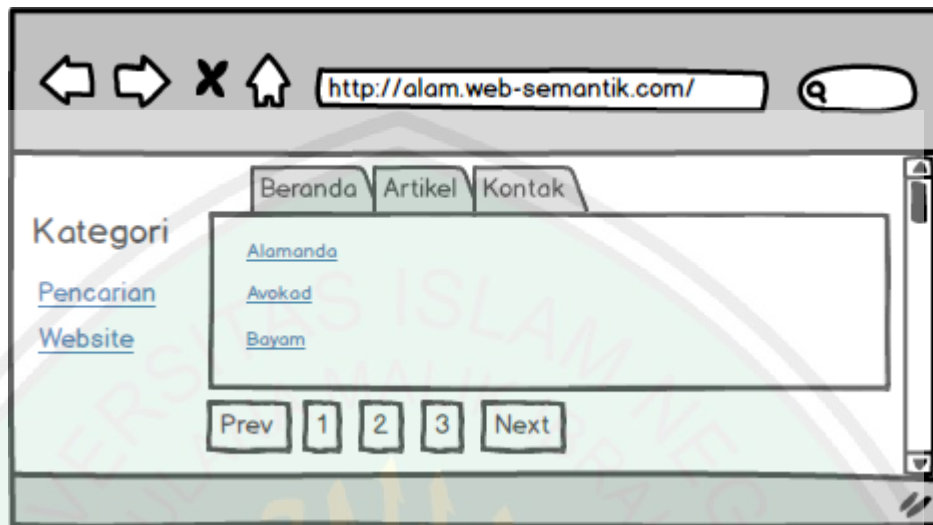 http://alam.web-semantik.com/
Beranda Artikel Kontak
Kategori
Pencarian
Website
Alamanda
Avokad
Bayam
Prev 1 2 3 Next